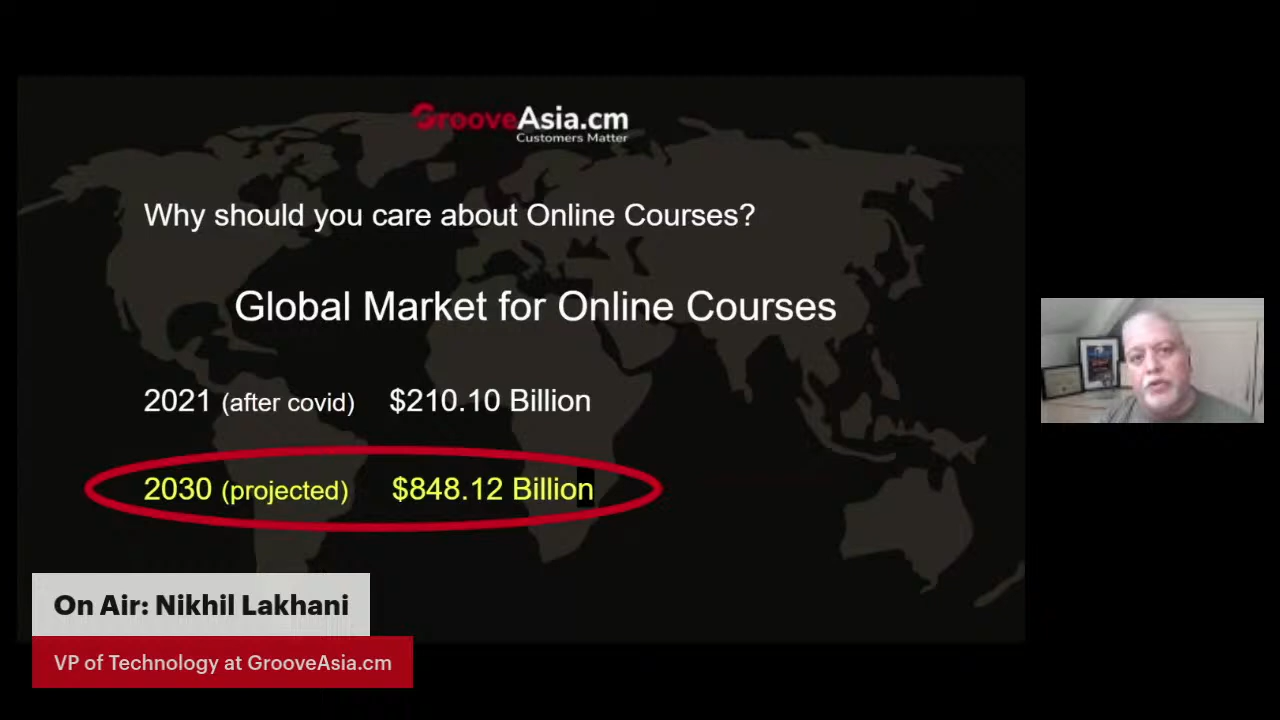 GrooveAsia.cm
Customers Matter
Why should you care about Online Courses?
Global Market for Online Courses
2021 (after covid) $210.10 Billion
2030 (projected) $848.12 Billion
On Air: Nikhil Lakhani
VP of Technology at GrooveAsia.cm